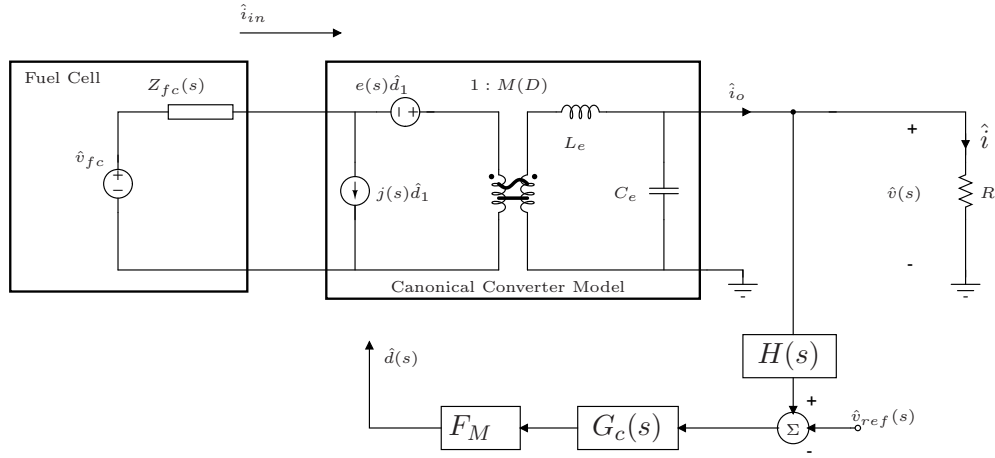 î_in
Fuel Cell
Z_fc(s)
e(s)d̂_1
1 : M(D)
î_o
+
î
L_e
v̂_fc
+
−
− +
j(s)d̂_1
C_e
v̂(s)
R
-
Canonical Converter Model
H(s)
d̂(s)
+
v̂_ref(s)
F_M
G_c(s)
Σ
-